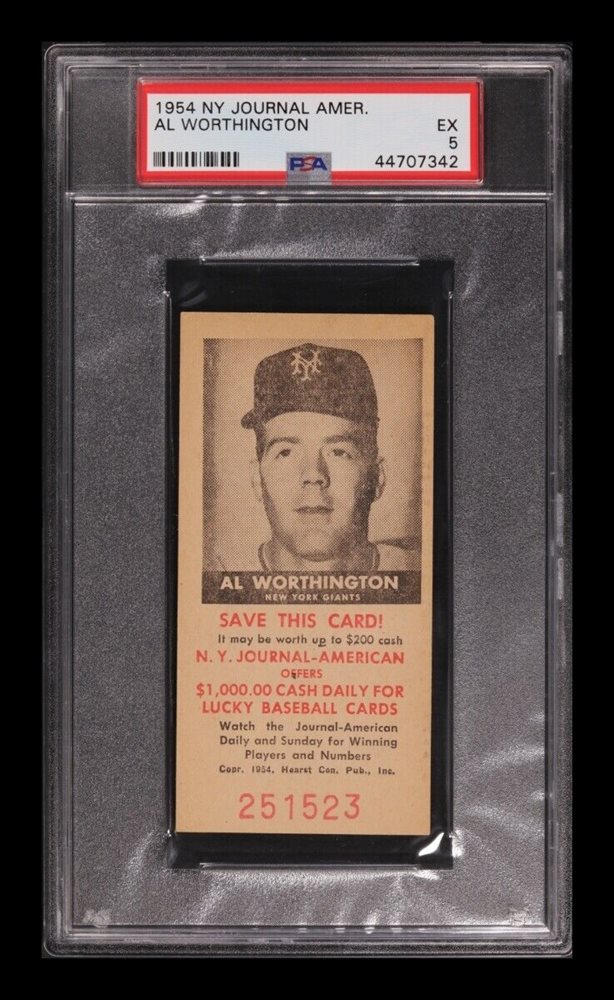 1954 NY JOURNAL AMER.
AL WORTHINGTON EX
5
PSA 44707342
NY
AL WORTHINGTON
NEW YORK GIANTS
SAVE THIS CARD!
It may be worth up to $200 cash
N. Y. JOURNAL-AMERICAN
OFFERS
$1,000.00 CASH DAILY FOR
LUCKY BASEBALL CARDS
Watch the Journal-American
Daily and Sunday for Winning
Players and Numbers
Copr. 1954, Hearst Con. Pub., Inc.
251523